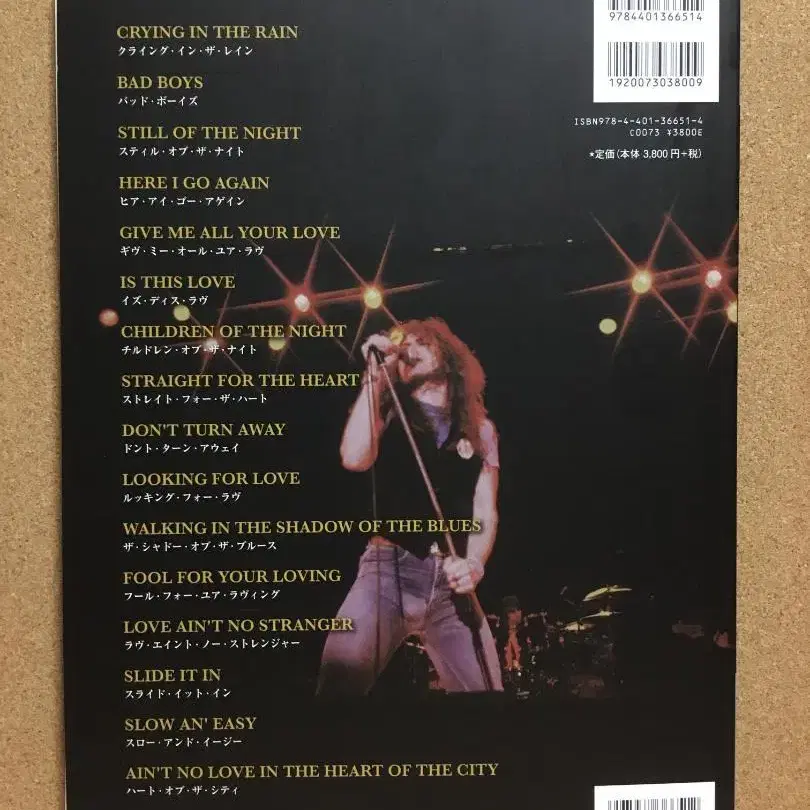 CRYING IN THE RAIN
クライング・イン・ザ・レイン
BAD BOYS
バッド・ボーイズ
STILL OF THE NIGHT
スティル・オブ・ザ・ナイト
HERE I GO AGAIN
ヒア・アイ・ゴー・アゲイン
GIVE ME ALL YOUR LOVE
ギヴ・ミー・オール・ユア・ラヴ
IS THIS LOVE
イズ・ディス・ラヴ
CHILDREN OF THE NIGHT
チルドレン・オブ・ザ・ナイト
STRAIGHT FOR THE HEART
ストレイト・フォー・ザ・ハート
DON'T TURN AWAY
ドント・ターン・アウェイ
LOOKING FOR LOVE
ルッキング・フォー・ラヴ
WALKING IN THE SHADOW OF THE BLUES
ザ・シャドー・オブ・ザ・ブルース
FOOL FOR YOUR LOVING
フール・フォー・ユア・ラヴィング
LOVE AIN'T NO STRANGER
ラヴ・エイント・ノー・ストレンジャー
SLIDE IT IN
スライド・イット・イン
SLOW AN' EASY
スロー・アンド・イージー
AIN'T NO LOVE IN THE HEART OF THE CITY
ハート・オブ・ザ・シティ
9784401366514
1920073038009
ISBN978-4-401-36651-4
C0073 ¥3800E
★定価(本体 3,800円+税)